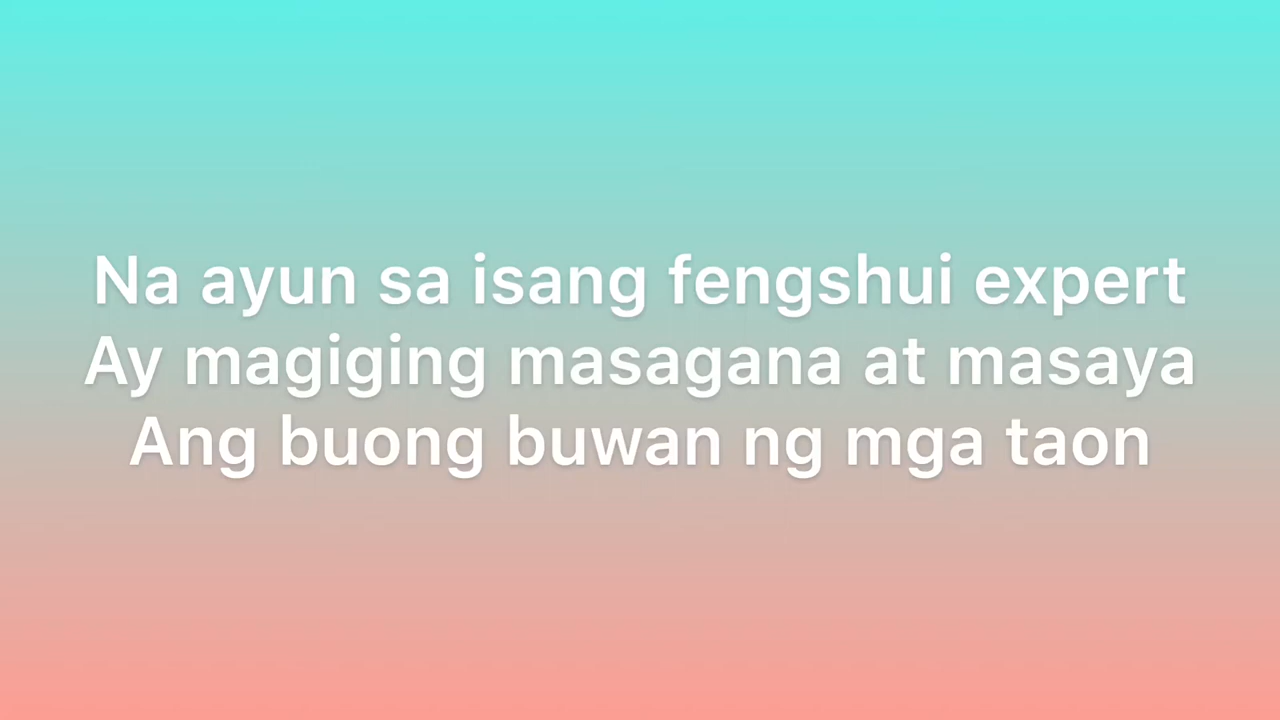 Na ayun sa isang fengshui expert
Ay magiging masagana at masaya
Ang buong buwan ng mga taon